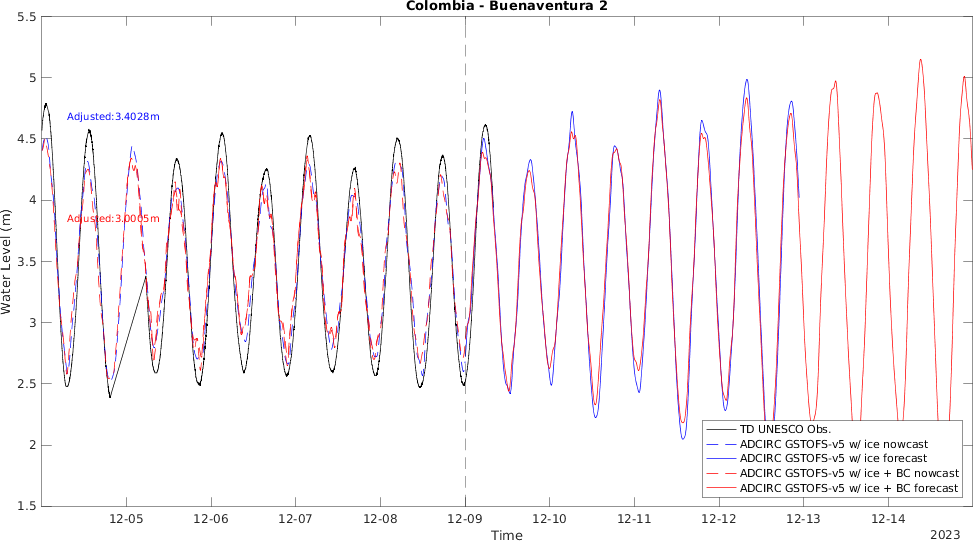 Colombia - Buenaventura 2
5.5
5
4.5
4
3.5
3
2.5
2
1.5
Water Level (m)
Adjusted:3.4028m
Adjusted:3.0005m
TD UNESCO Obs.
ADCIRC GSTOFS-v5 w/ ice nowcast
ADCIRC GSTOFS-v5 w/ ice forecast
ADCIRC GSTOFS-v5 w/ ice + BC nowcast
ADCIRC GSTOFS-v5 w/ ice + BC forecast
12-05
12-06
12-07
12-08
12-09
12-10
12-11
12-12
12-13
12-14
Time
2023